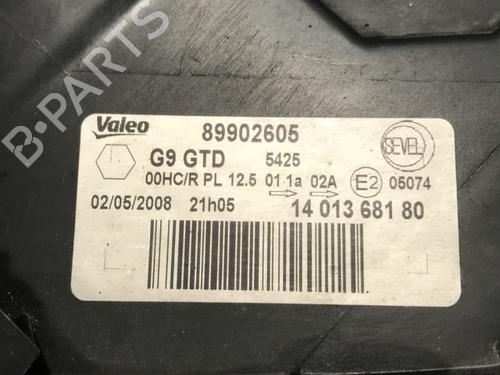 B-PARTS
Valeo 89902605
G9 GTD 5425 SEVEL
00HC/R PL 12.5 01 1a 02A E2 05074
02/05/2008 21h05 14 013 681 80